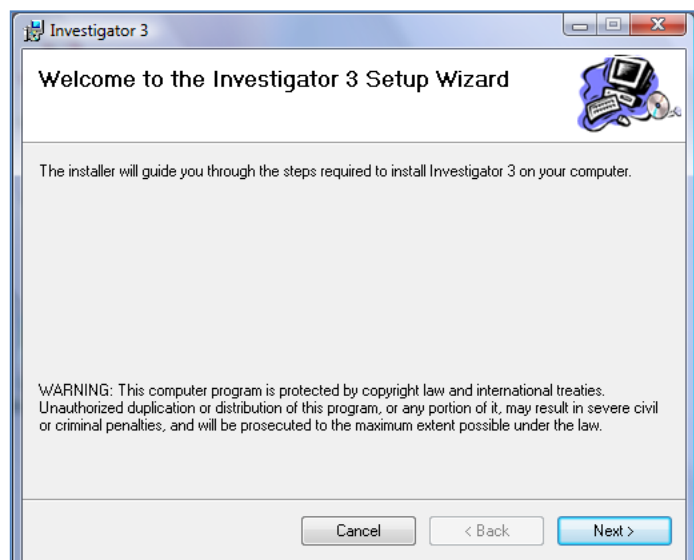 Investigator 3
Welcome to the Investigator 3 Setup Wizard
The installer will guide you through the steps required to install Investigator 3 on your computer.
WARNING: This computer program is protected by copyright law and international treaties.
Unauthorized duplication or distribution of this program, or any portion of it, may result in severe civil
or criminal penalties, and will be prosecuted to the maximum extent possible under the law.
Cancel < Back Next >